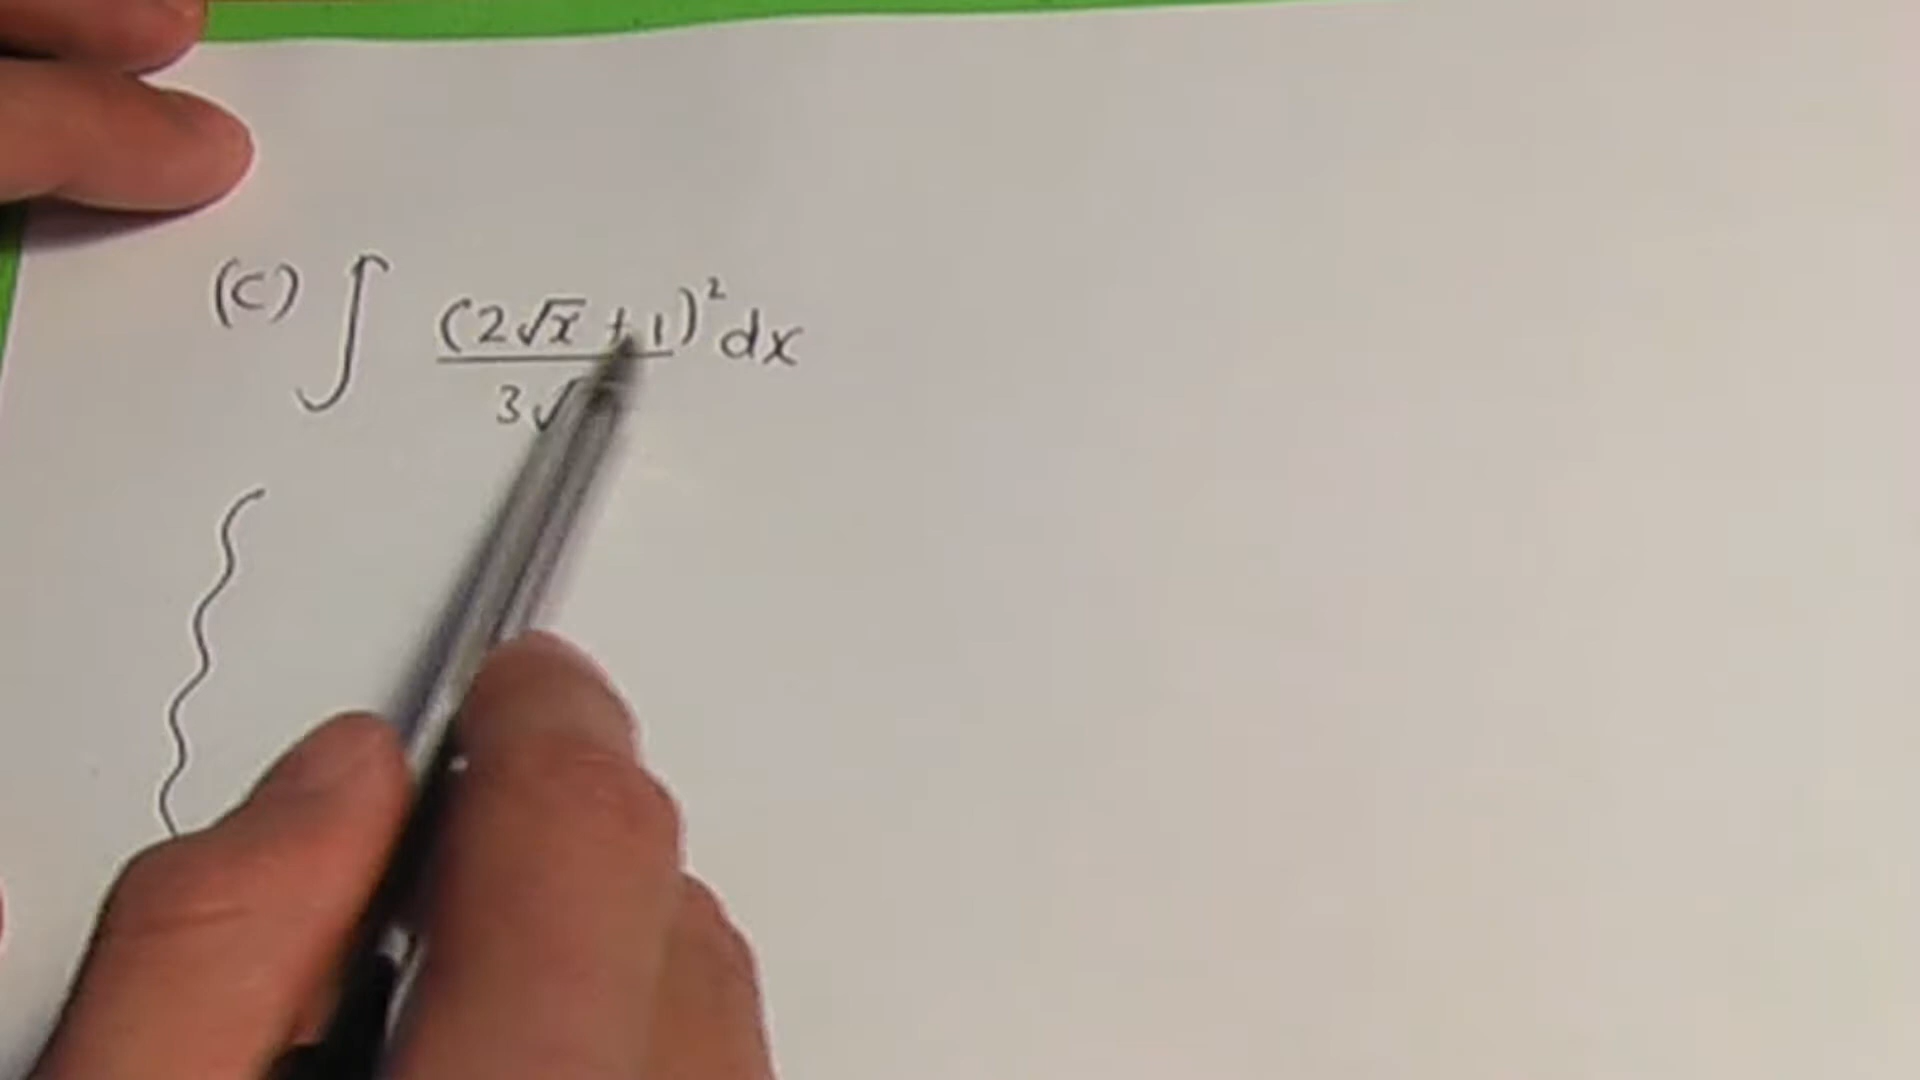 (c) ∫ (2√x + 1)² dx
3√